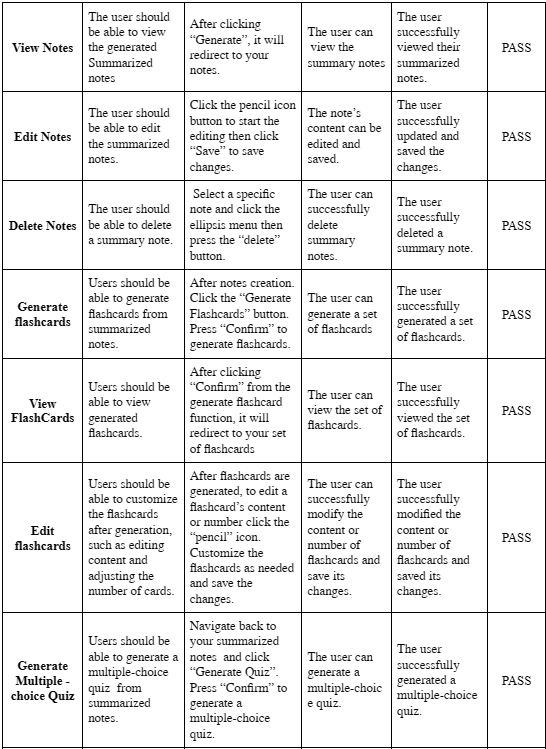 View Notes
The user should
be able to view
the generated
Summarized
notes
After clicking
“Generate”, it will
redirect to your
notes.
The user can
view the
summary notes
The user
successfully
viewed their
summarized
notes.
PASS
Edit Notes
The user should
be able to edit
the summarized
notes.
Click the pencil icon
button to start the
editing then click
“Save” to save
changes.
The note’s
content can be
edited and
saved.
The user
successfully
updated and
saved the
changes.
PASS
Delete Notes
The user should
be able to delete
a summary note.
Select a specific
note and click the
ellipsis menu then
press the “delete”
button.
The user can
successfully
delete
summary
notes.
The user
successfully
deleted a
summary note.
PASS
Generate
flashcards
Users should be
able to generate
flashcards from
summarized
notes.
After notes creation.
Click the “Generate
Flashcards” button.
Press “Confirm” to
generate flashcards.
The user can
generate a set
of flashcards
The user
successfully
generated a set
of flashcards.
PASS
View
FlashCards
Users should be
able to view
generated
flashcards.
After clicking
“Confirm” from the
generate flashcard
function, it will
redirect to your set
of flashcards
The user can
view the set of
flashcards.
The user
successfully
viewed the set
of flashcards.
PASS
Edit
flashcards
Users should be
able to customize
the flashcards
after generation,
such as editing
content and
adjusting the
number of cards.
After flashcards are
generated, to edit a
flashcard’s content
or number click the
“pencil” icon.
Customize the
flashcards as needed
and save the
changes.
The user can
successfully
modify the
content or
number of
flashcards and
save its
changes.
The user
successfully
modified the
content or
number of
flashcards and
saved its
changes.
PASS
Generate
Multiple -
choice Quiz
Users should be
able to generate a
multiple-choice
quiz from
summarized
notes.
Navigate back to
your summarized
notes and click
“Generate Quiz”.
Press “Confirm” to
generate a
multiple-choice
quiz.
The user can
generate a
multiple-choic
e quiz.
The user
successfully
generated a
multiple-choice
quiz.
PASS